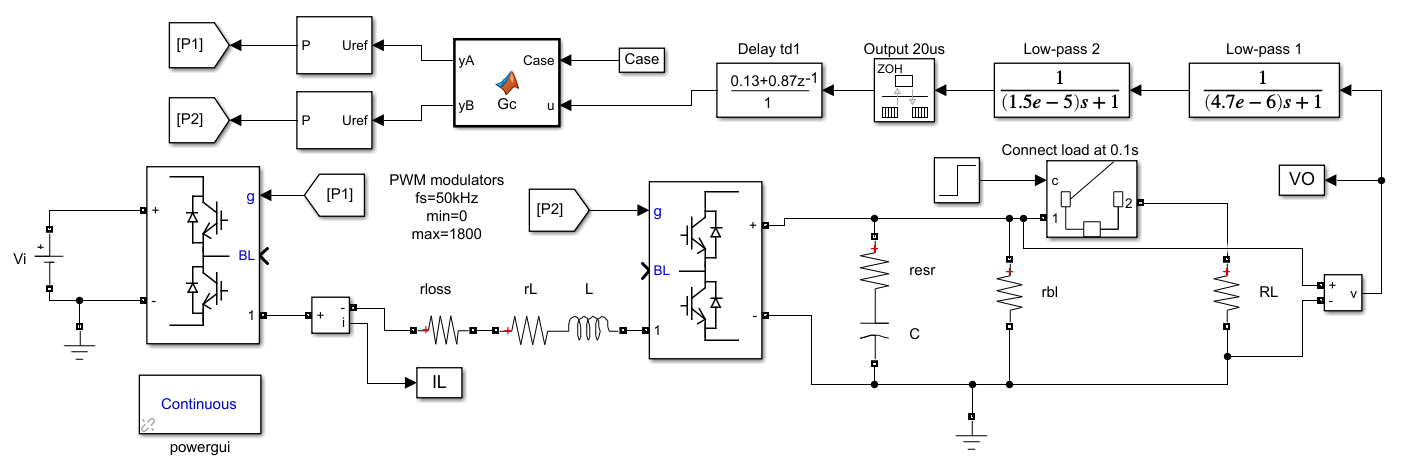 [P1]
P Uref
yA Case
yB u
Gc
Case
Delay td1
0.13+0.87z-1
1
Output 20us
ZOH
Low-pass 2
1
(1.5e − 5)s + 1
Low-pass 1
1
(4.7e − 6)s + 1
[P2]
P Uref
VO
Connect load at 0.1s
c
1
2
Vi
+
-
g
BL
1
[P1]
PWM modulators
fs=50kHz
min=0
max=1800
[P2]
g
BL
1
+
-
+
-
i
IL
rloss
rL
L
resr
C
rbl
RL
+
-
v
Continuous
powergui